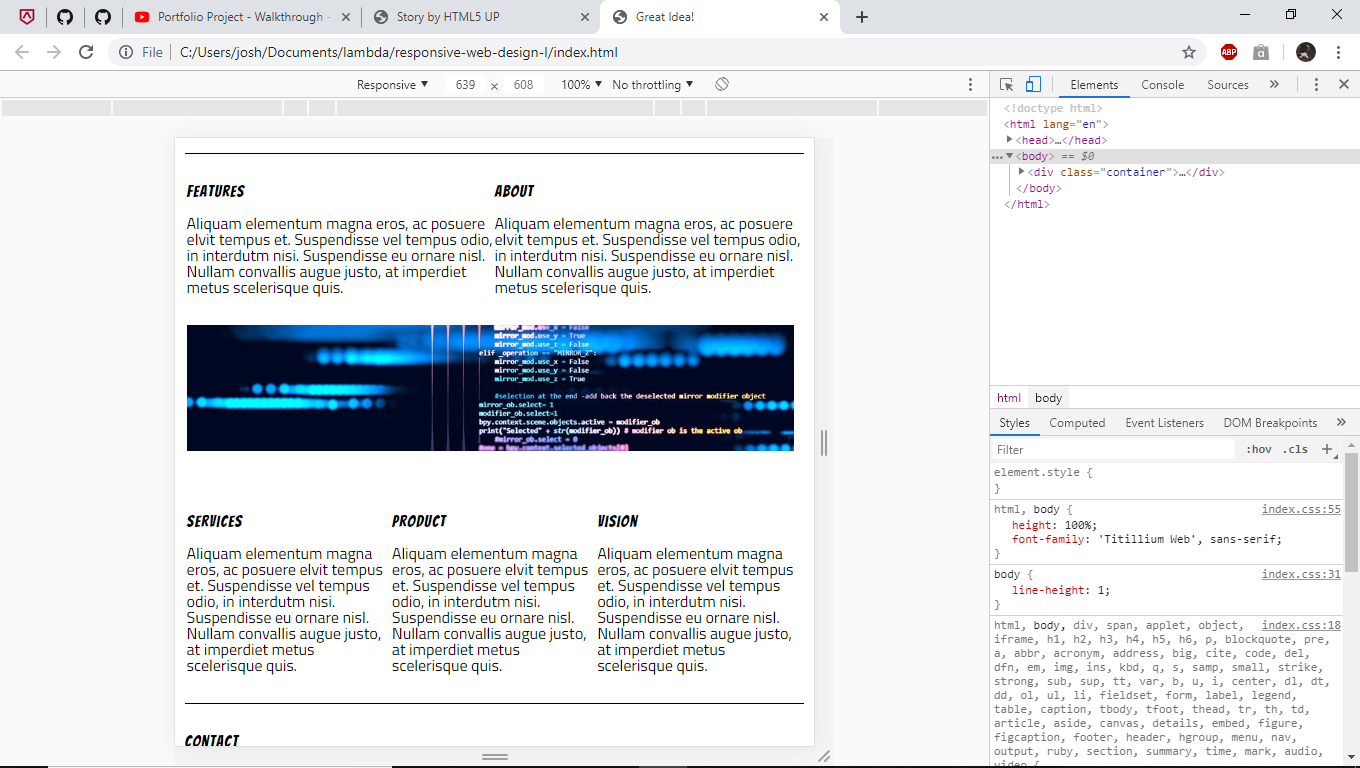 Portfolio Project - Walkthrough -
Story by HTML5 UP
Great Idea!
File
C:/Users/josh/Documents/lambda/responsive-web-design-I/index.html
ABP
a
Responsive
639 x 608
100%
No throttling
Elements
Console
Sources
»
<!doctype html>
<html lang="en">
<head>…</head>
<body> == $0
<div class="container">…</div>
</body>
</html>
FEATURES
Aliquam elementum magna eros, ac posuere
elvit tempus et. Suspendisse vel tempus odio,
in interdutm nisi. Suspendisse eu ornare nisl.
Nullam convallis augue justo, at imperdiet
metus scelerisque quis.
ABOUT
Aliquam elementum magna eros, ac posuere
elvit tempus et. Suspendisse vel tempus odio,
in interdutm nisi. Suspendisse eu ornare nisl.
Nullam convallis augue justo, at imperdiet
metus scelerisque quis.
mirror_mod.use_x = False
mirror_mod.use_y = True
mirror_mod.use_z = False
elif _operation == "MIRROR_Z":
mirror_mod.use_x = False
mirror_mod.use_y = False
mirror_mod.use_z = True
#selection at the end -add back the deselected mirror modifier object
mirror_ob.select= 1
modifier_ob.select=1
bpy.context.scene.objects.active = modifier_ob
print("Selected" + str(modifier_ob)) # modifier ob is the active ob
#mirror_ob.select = 0
= bpy.context.selected_objects[0]
SERVICES
Aliquam elementum magna
eros, ac posuere elvit tempus
et. Suspendisse vel tempus
odio, in interdutm nisi.
Suspendisse eu ornare nisl.
Nullam convallis augue justo,
at imperdiet metus
scelerisque quis.
PRODUCT
Aliquam elementum magna
eros, ac posuere elvit tempus
et. Suspendisse vel tempus
odio, in interdutm nisi.
Suspendisse eu ornare nisl.
Nullam convallis augue justo,
at imperdiet metus
scelerisque quis.
VISION
Aliquam elementum magna
eros, ac posuere elvit tempus
et. Suspendisse vel tempus
odio, in interdutm nisi.
Suspendisse eu ornare nisl.
Nullam convallis augue justo,
at imperdiet metus
scelerisque quis.
CONTACT
html body
Styles
Computed
Event Listeners
DOM Breakpoints
»
Filter
:hov .cls +
element.style {
}
html, body { index.css:55
height: 100%;
font-family: 'Titillium Web', sans-serif;
}
body { index.css:31
line-height: 1;
}
html, body, div, span, applet, object, index.css:18
iframe, h1, h2, h3, h4, h5, h6, p, blockquote, pre,
a, abbr, acronym, address, big, cite, code, del,
dfn, em, img, ins, kbd, q, s, samp, small, strike,
strong, sub, sup, tt, var, b, u, i, center, dl, dt,
dd, ol, ul, li, fieldset, form, label, legend,
table, caption, tbody, tfoot, thead, tr, th, td,
article, aside, canvas, details, embed, figure,
figcaption, footer, header, hgroup, menu, nav,
output, ruby, section, summary, time, mark, audio,
video {